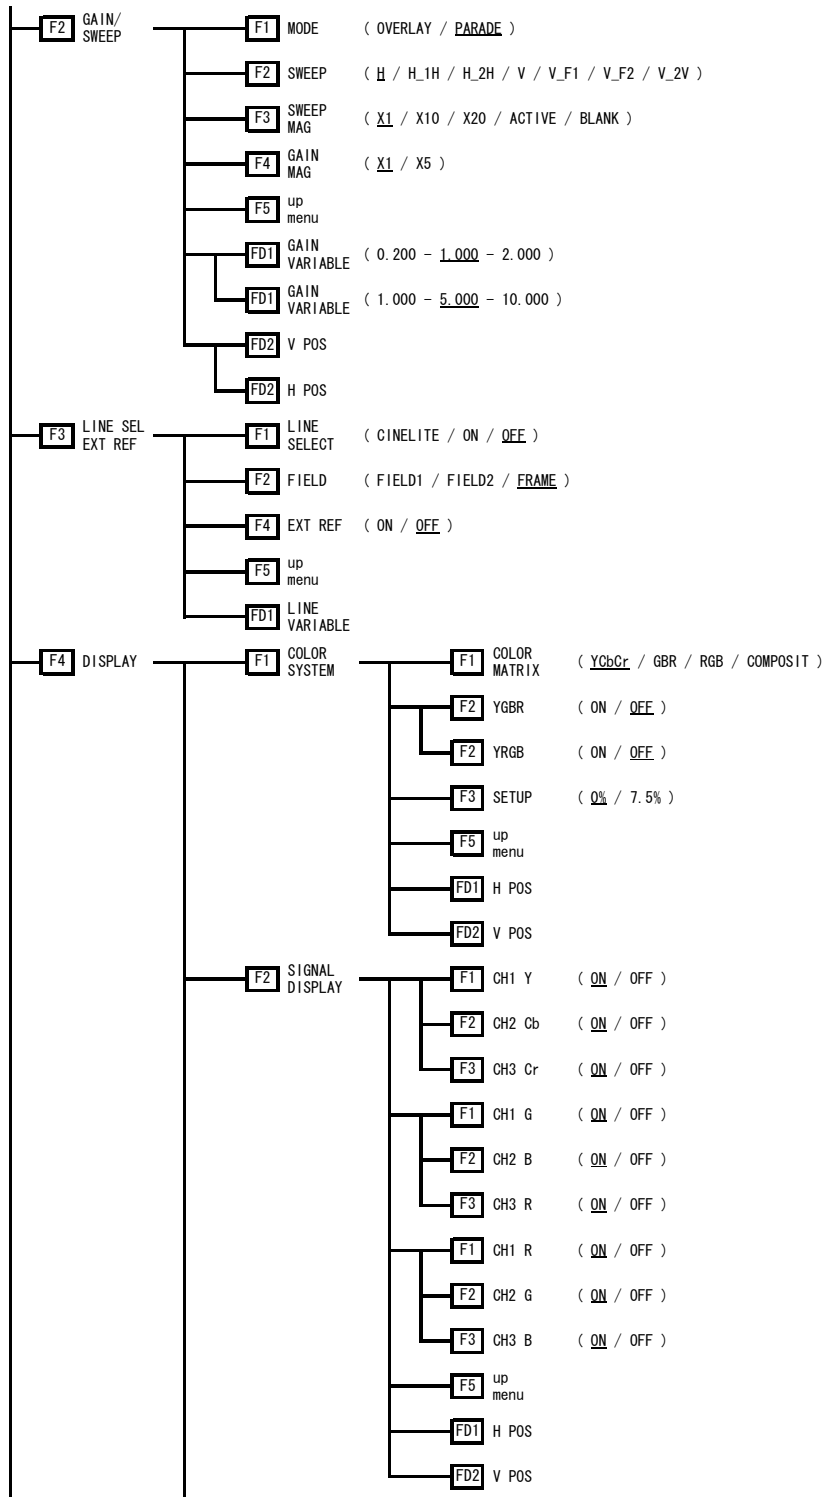 F2 GAIN/
SWEEP
F1 MODE ( OVERLAY / PARADE )
F2 SWEEP ( H / H_1H / H_2H / V / V_F1 / V_F2 / V_2V )
F3 SWEEP
MAG ( X1 / X10 / X20 / ACTIVE / BLANK )
F4 GAIN
MAG ( X1 / X5 )
F5 up
menu
FD1 GAIN
VARIABLE ( 0.200 - 1.000 - 2.000 )
FD1 GAIN
VARIABLE ( 1.000 - 5.000 - 10.000 )
FD2 V POS
FD2 H POS
F3 LINE SEL
EXT REF
F1 LINE
SELECT ( CINELITE / ON / OFF )
F2 FIELD ( FIELD1 / FIELD2 / FRAME )
F4 EXT REF ( ON / OFF )
F5 up
menu
FD1 LINE
VARIABLE
F4 DISPLAY
F1 COLOR
SYSTEM
F1 COLOR
MATRIX ( YCbCr / GBR / RGB / COMPOSIT )
F2 YGBR ( ON / OFF )
F2 YRGB ( ON / OFF )
F3 SETUP ( 0% / 7.5% )
F5 up
menu
FD1 H POS
FD2 V POS
F2 SIGNAL
DISPLAY
F1 CH1 Y ( ON / OFF )
F2 CH2 Cb ( ON / OFF )
F3 CH3 Cr ( ON / OFF )
F1 CH1 G ( ON / OFF )
F2 CH2 B ( ON / OFF )
F3 CH3 R ( ON / OFF )
F1 CH1 R ( ON / OFF )
F2 CH2 G ( ON / OFF )
F3 CH3 B ( ON / OFF )
F5 up
menu
FD1 H POS
FD2 V POS